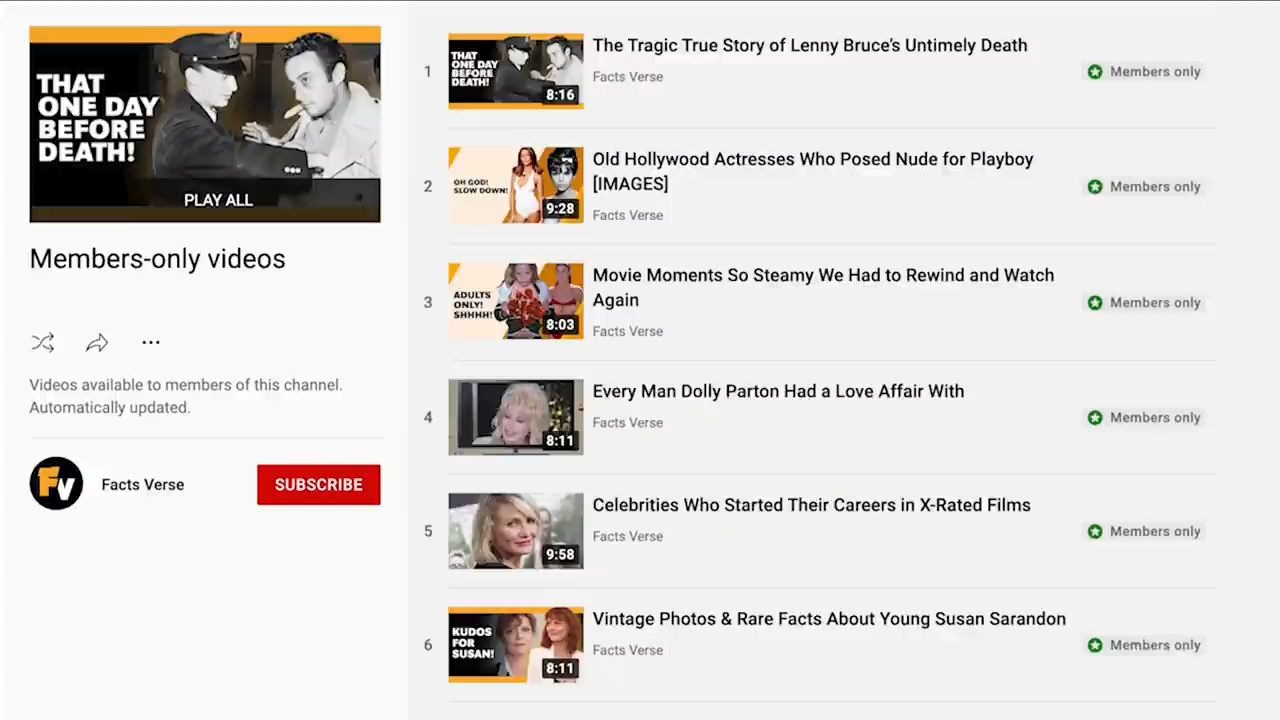 THAT
ONE DAY
BEFORE
DEATH!
PLAY ALL
Members-only videos
Videos available to members of this channel.
Automatically updated.
FV
Facts Verse
SUBSCRIBE
1
THAT
ONE DAY
BEFORE
DEATH!
8:16
The Tragic True Story of Lenny Bruce’s Untimely Death
Facts Verse
Members only
2
OH GOD!
SLOW DOWN!
9:28
Old Hollywood Actresses Who Posed Nude for Playboy
[IMAGES]
Facts Verse
Members only
3
ADULTS
ONLY!
SHHHH!
8:03
Movie Moments So Steamy We Had to Rewind and Watch
Again
Facts Verse
Members only
4
8:11
Every Man Dolly Parton Had a Love Affair With
Facts Verse
Members only
5
9:58
Celebrities Who Started Their Careers in X-Rated Films
Facts Verse
Members only
6
KUDOS
FOR
SUSAN!
8:11
Vintage Photos & Rare Facts About Young Susan Sarandon
Facts Verse
Members only